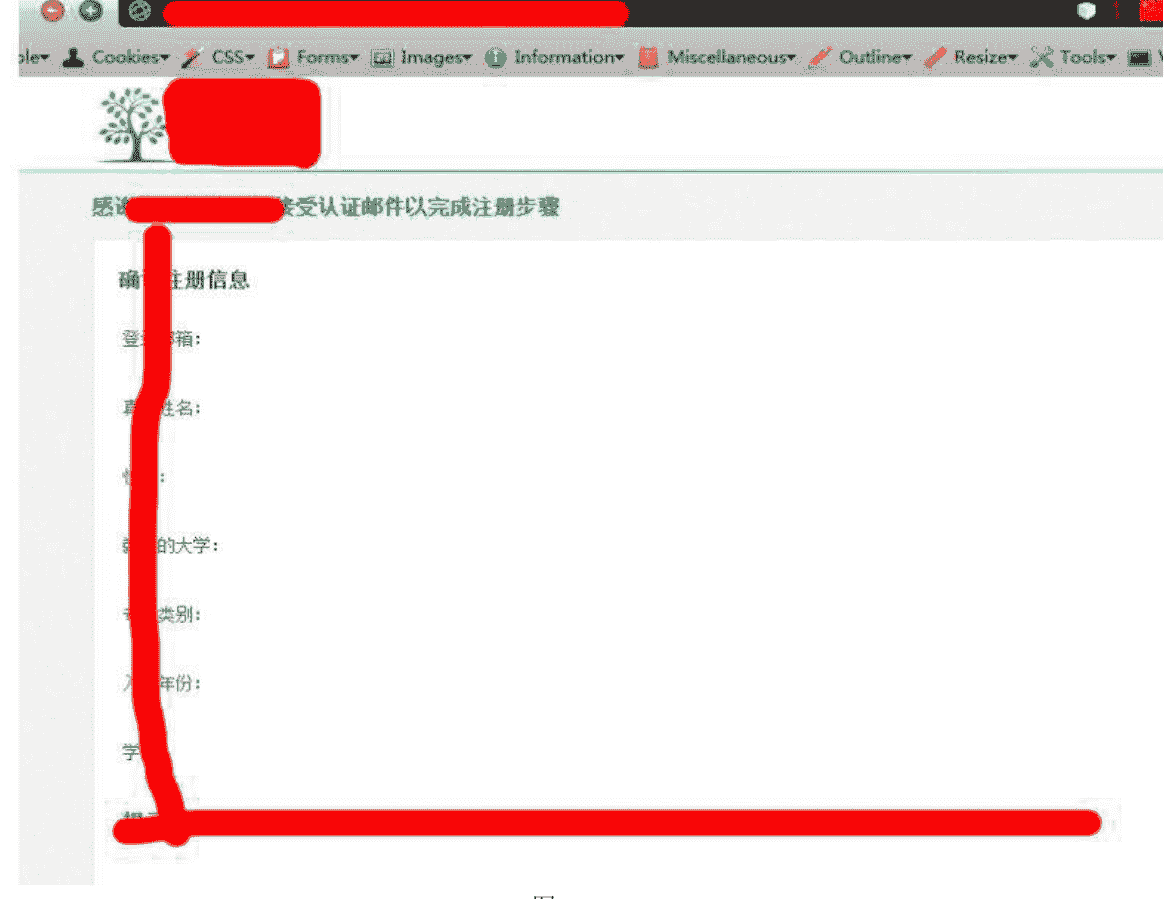 Cookies CSS Forms Images Information Miscellaneous Outline Resize Tools
感 接受认证邮件以完成注册步骤
确 注册信息
登 邮箱：
真 姓名：
：
的大学：
类别：
入 年份：
学